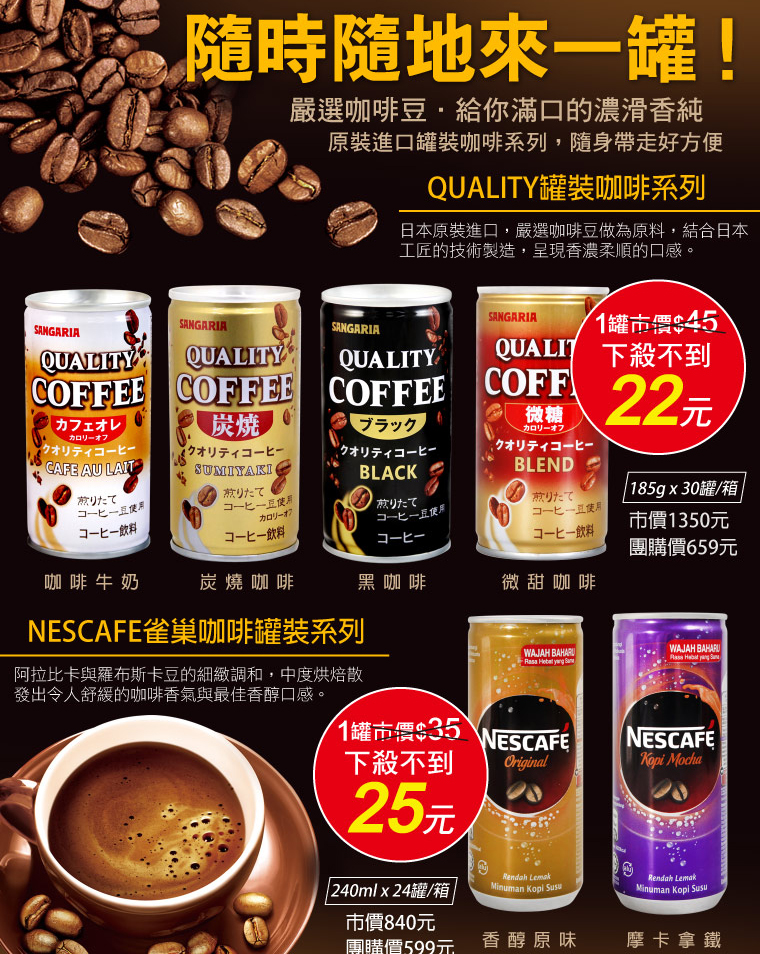 隨時隨地來一罐！
嚴選咖啡豆．給你滿口的濃滑香純
原裝進口罐裝咖啡系列，隨身帶走好方便
QUALITY罐裝咖啡系列
日本原裝進口，嚴選咖啡豆做為原料，結合日本
工匠的技術製造，呈現香濃柔順的口感。
SANGARIA
QUALITY
COFFEE
カフェオレ
カロリーオフ
クオリティコーヒー
CAFE AU LAIT
煎りたて
コーヒー豆使用
コーヒー飲料
SANGARIA
QUALITY
COFFEE
炭焼
クオリティコーヒー
SUMIYAKI
煎りたて
コーヒー豆使用
カロリーオフ
コーヒー飲料
SANGARIA
QUALITY
COFFEE
ブラック
クオリティコーヒー
BLACK
煎りたて
コーヒー豆使用
コーヒー
SANGARIA
QUALIT
COFF
微糖
カロリーオフ
クオリティコーヒー
BLEND
煎りたて
コーヒー豆使用
コーヒー飲料
1罐市價$45
下殺不到
22元
185g x 30罐/箱
市價1350元
團購價659元
咖啡牛奶
炭燒咖啡
黑咖啡
微甜咖啡
NESCAFE雀巢咖啡罐裝系列
阿拉比卡與羅布斯卡豆的細緻調和，中度烘焙散
發出令人舒緩的咖啡香氣與最佳香醇口感。
1罐市價$35
下殺不到
25元
240ml x 24罐/箱
市價840元
團購價599元
WAJAH BAHARU
Rasa Hebat yang Sama
NESCAFÉ
Original
Rendah Lemak
Minuman Kopi Susu
香醇原味
WAJAH BAHARU
Rasa Hebat yang Sama
NESCAFÉ
Kopi Mocha
Rendah Lemak
Minuman Kopi Susu
摩卡拿鐵